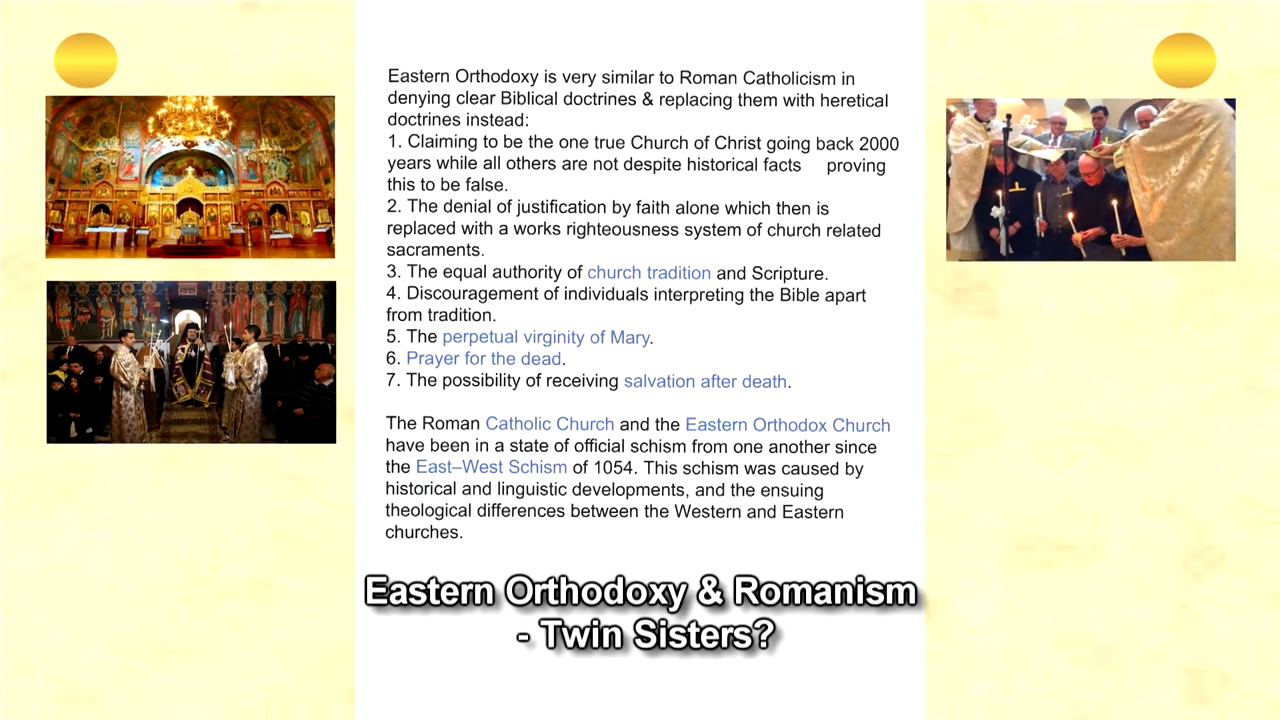 Eastern Orthodoxy is very similar to Roman Catholicism in
denying clear Biblical doctrines & replacing them with heretical
doctrines instead:
1. Claiming to be the one true Church of Christ going back 2000
years while all others are not despite historical facts proving
this to be false.
2. The denial of justification by faith alone which then is
replaced with a works righteousness system of church related
sacraments.
3. The equal authority of church tradition and Scripture.
4. Discouragement of individuals interpreting the Bible apart
from tradition.
5. The perpetual virginity of Mary.
6. Prayer for the dead.
7. The possibility of receiving salvation after death.
The Roman Catholic Church and the Eastern Orthodox Church
have been in a state of official schism from one another since
the East–West Schism of 1054. This schism was caused by
historical and linguistic developments, and the ensuing
theological differences between the Western and Eastern
churches.
Eastern Orthodoxy & Romanism
- Twin Sisters?